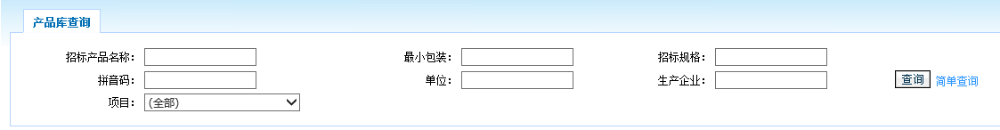 产品库查询
招标产品名称： 最小包装： 招标规格：
拼音码： 单位： 生产企业： 查询 简单查询
项目： (全部)